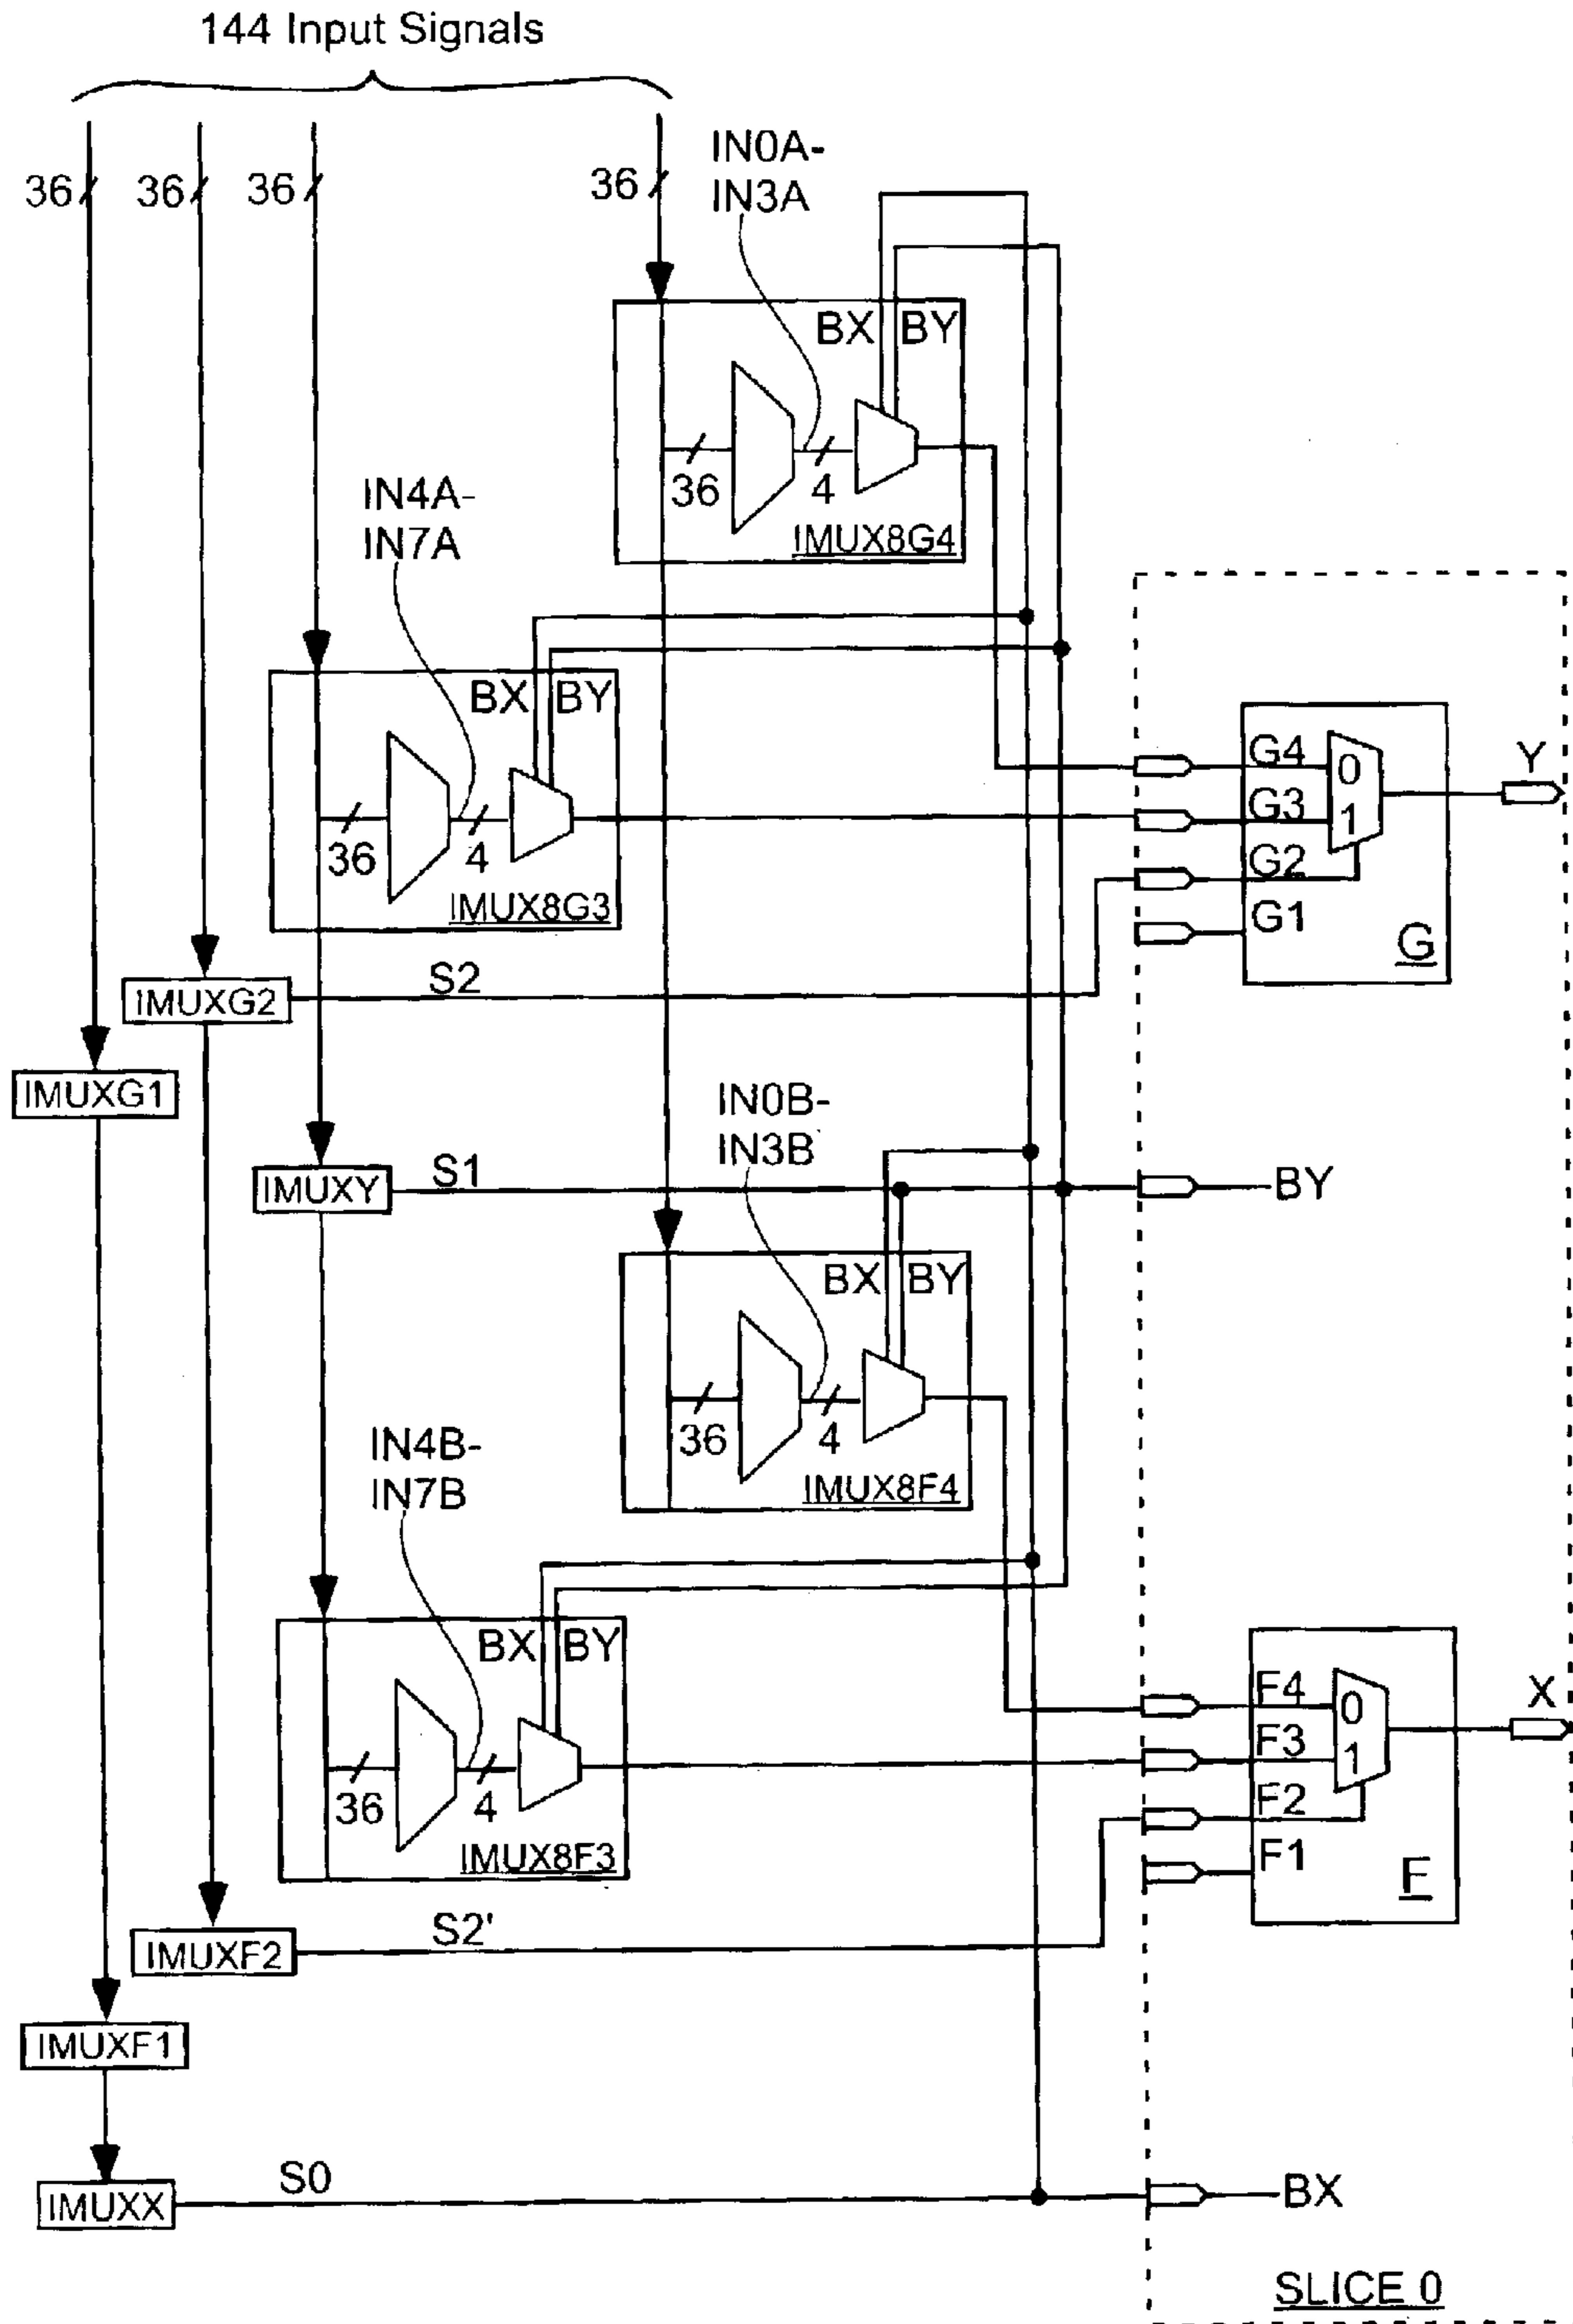 144 Input Signals
36
36
36
36
IN0A-
IN3A
BX BY
36
4
IMUX8G4
IN4A-
IN7A
BX BY
36
4
IMUX8G3
G4
0
G3
1
G2
G1
G
Y
IMUXG2
S2
IMUXG1
IN0B-
IN3B
IMUXY
S1
BY
BX BY
36
4
IMUX8F4
IN4B-
IN7B
BX BY
36
4
IMUX8F3
F4
0
F3
1
F2
F1
F
X
IMUXF2
S2'
IMUXF1
IMUXX
S0
BX
SLICE 0